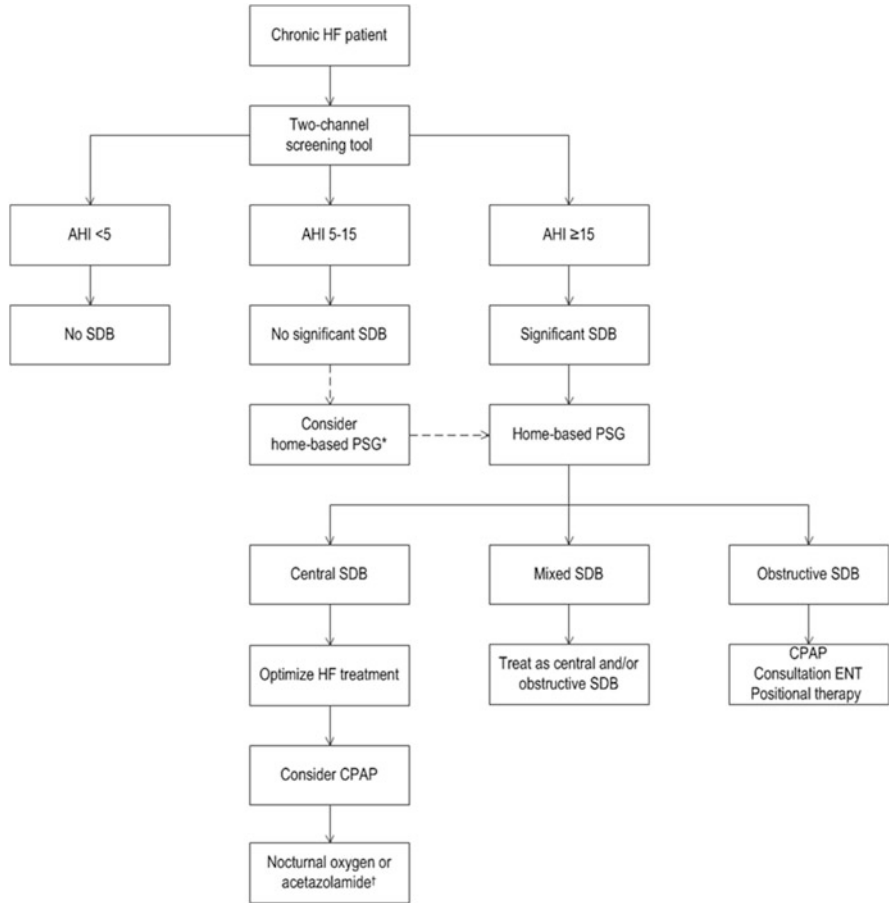 Chronic HF patient
Two-channel
screening tool
AHI <5
AHI 5-15
AHI ≥15
No SDB
No significant SDB
Significant SDB
Consider
home-based PSG*
Home-based PSG
Central SDB
Mixed SDB
Obstructive SDB
Optimize HF treatment
Treat as central and/or
obstructive SDB
CPAP
Consultation ENT
Positional therapy
Consider CPAP
Nocturnal oxygen or
acetazolamide†